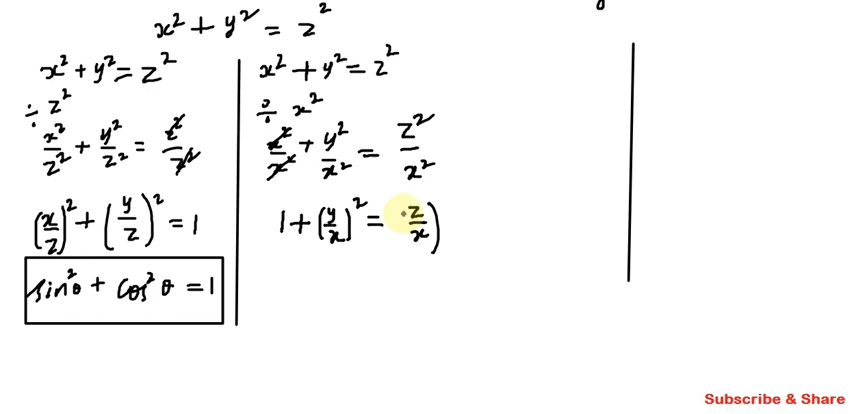 x² + y² = z²
x² + y² = z²
÷ z²
x²/z² + y²/z² = z²/z²
(x/z)² + (y/z)² = 1
sin²θ + cos²θ = 1
x² + y² = z²
÷ x²
x²/x² + y²/x² = z²/x²
1 + (y/x)² = z/x)
Subscribe & Share